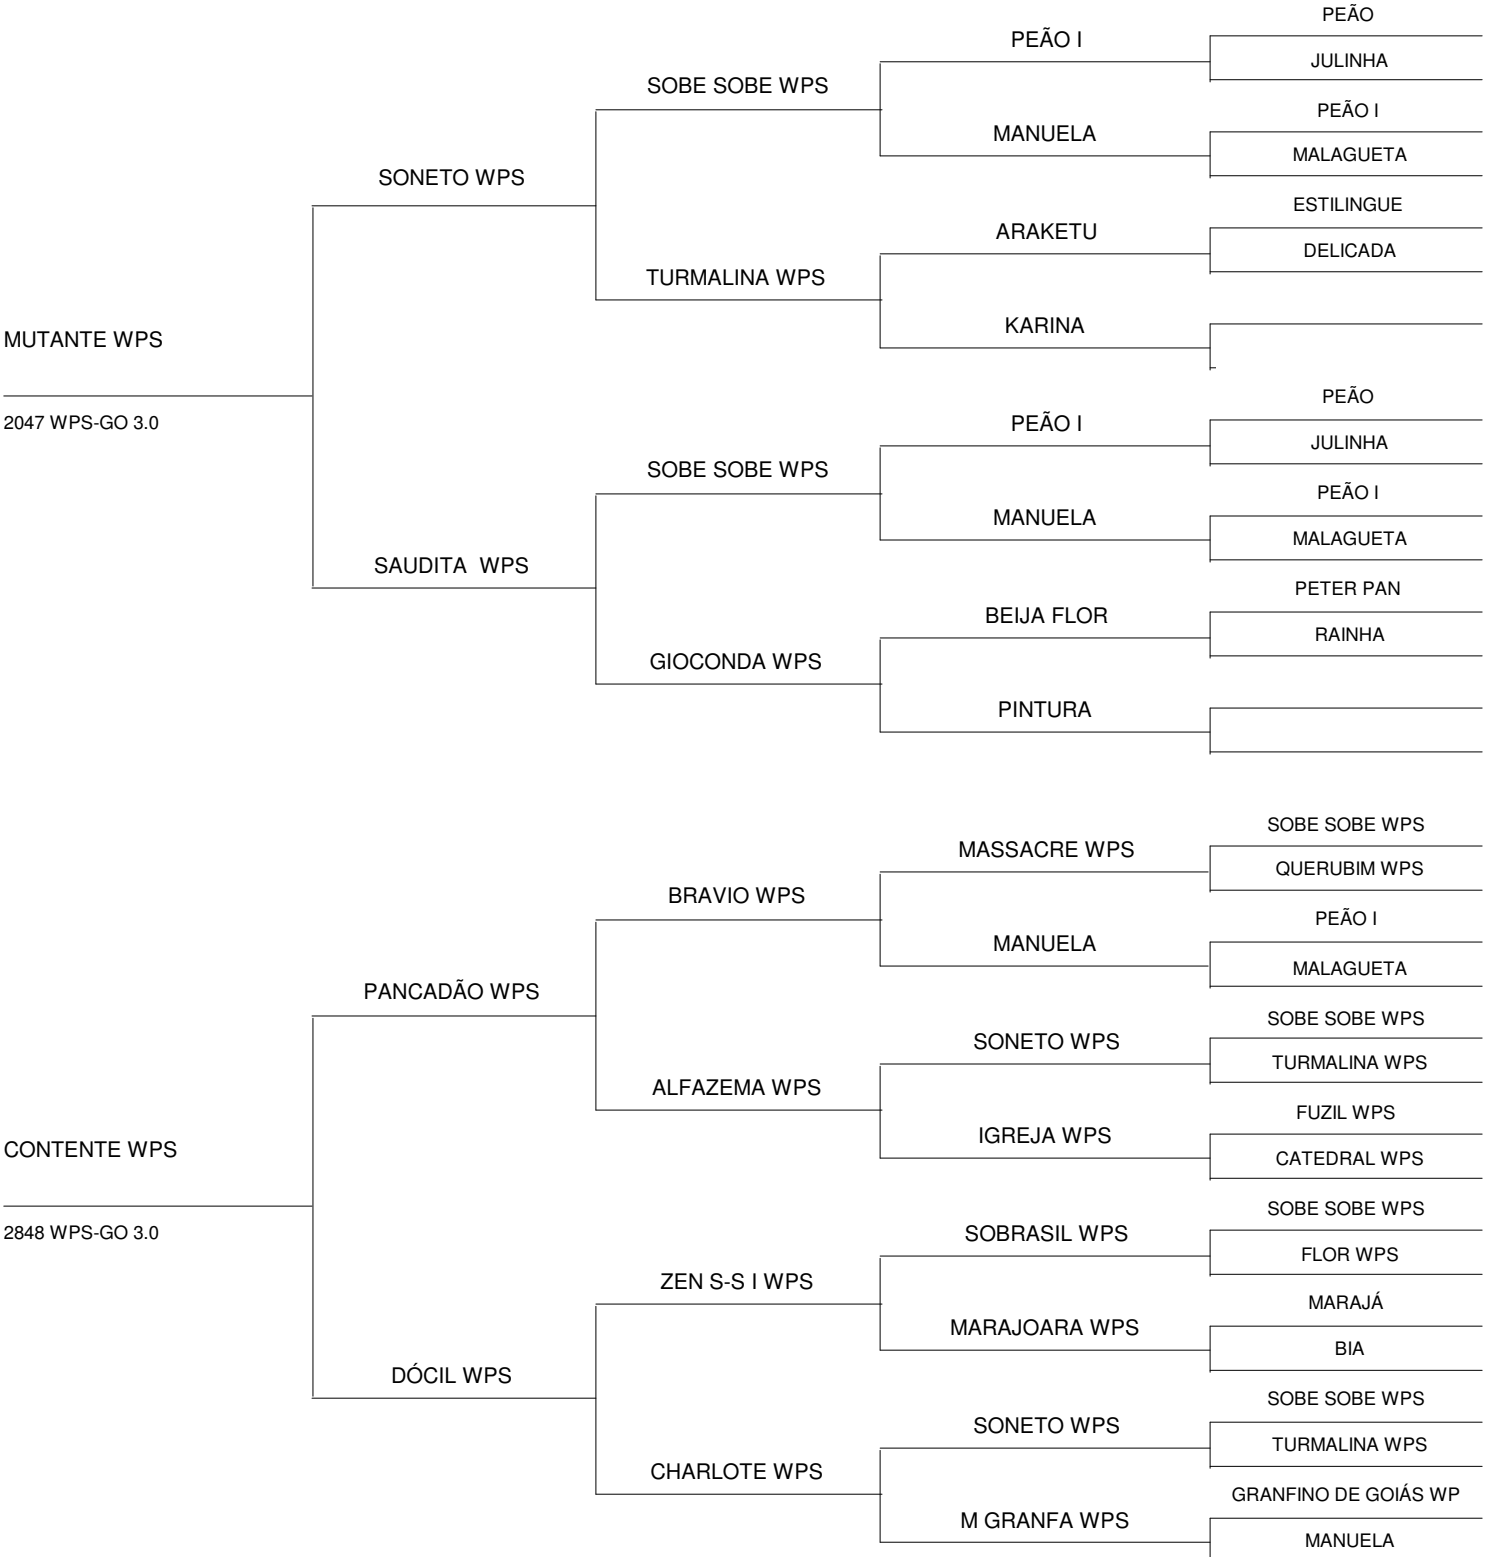 PEÃO
PEÃO I
JULINHA
SOBE SOBE WPS
PEÃO I
MANUELA
MALAGUETA
SONETO WPS
ESTILINGUE
ARAKETU
DELICADA
TURMALINA WPS
KARINA
MUTANTE WPS
PEÃO
2047 WPS-GO 3.0
PEÃO I
JULINHA
SOBE SOBE WPS
PEÃO I
MANUELA
MALAGUETA
SAUDITA WPS
PETER PAN
BEIJA FLOR
RAINHA
GIOCONDA WPS
PINTURA
SOBE SOBE WPS
MASSACRE WPS
QUERUBIM WPS
BRAVIO WPS
PEÃO I
MANUELA
MALAGUETA
PANCADÃO WPS
SOBE SOBE WPS
SONETO WPS
TURMALINA WPS
ALFAZEMA WPS
FUZIL WPS
IGREJA WPS
CATEDRAL WPS
CONTENTE WPS
SOBE SOBE WPS
2848 WPS-GO 3.0
SOBRASIL WPS
FLOR WPS
ZEN S-S I WPS
MARAJÁ
MARAJOARA WPS
BIA
DÓCIL WPS
SOBE SOBE WPS
SONETO WPS
TURMALINA WPS
CHARLOTE WPS
GRANFINO DE GOIÁS WP
M GRANFA WPS
MANUELA